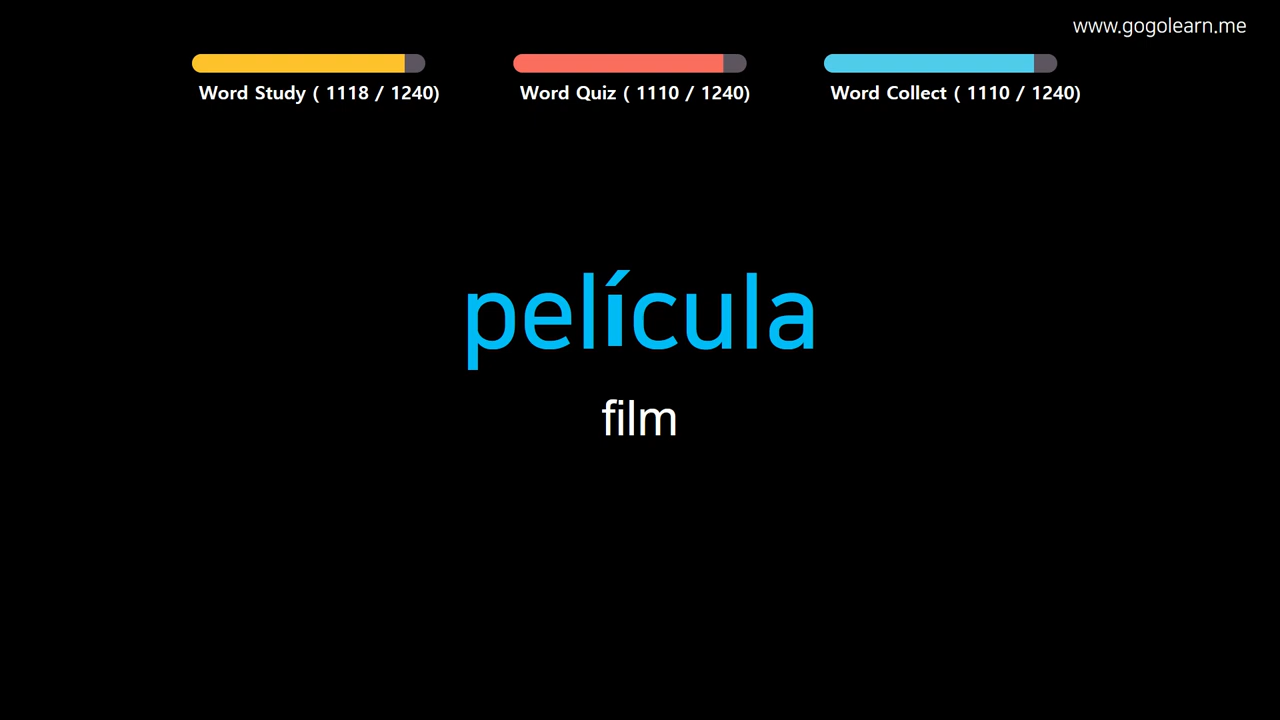 www.gogolearn.me
Word Study ( 1118 / 1240)
Word Quiz ( 1110 / 1240)
Word Collect ( 1110 / 1240)
película
film